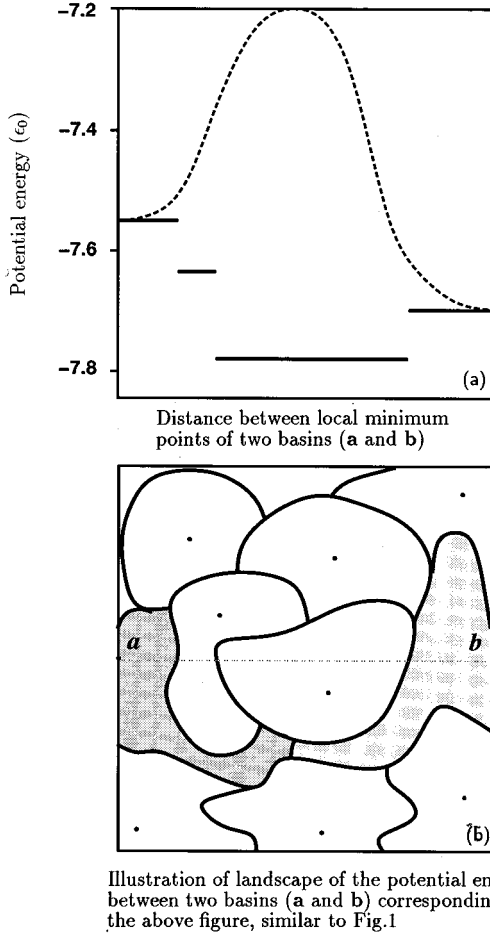 -7.2
-7.4
-7.6
-7.8
Potential energy (ϵ₀)
(a)
Distance between local minimum
points of two basins (a and b)
a
b
(b)
Illustration of landscape of the potential en
between two basins (a and b) correspondin
the above figure, similar to Fig.1